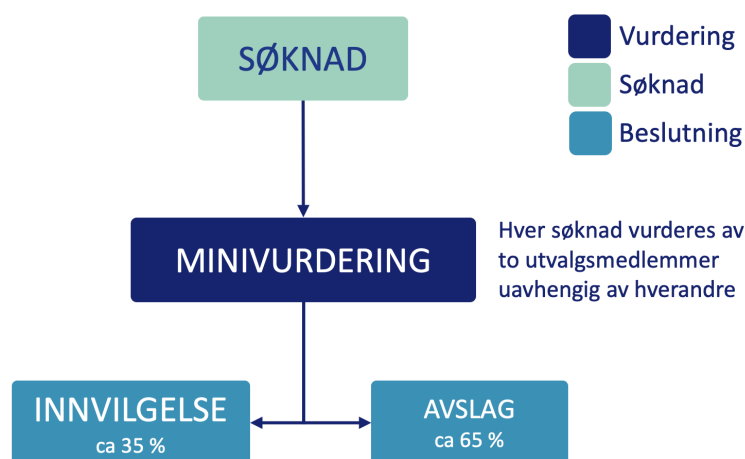 SØKNAD
Vurdering
Søknad
Beslutning
MINIVURDERING
Hver søknad vurderes av
to utvalgsmedlemmer
uavhengig av hverandre
INNVILGELSE
ca 35 %
AVSLAG
ca 65 %